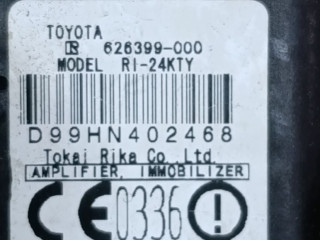 TOYOTA
R 626399-000
MODEL RI-24KTY
D99HN402468
Tokai Rika Co.,Ltd.
AMPLIFIER, IMMOBILIZER
CE0336!